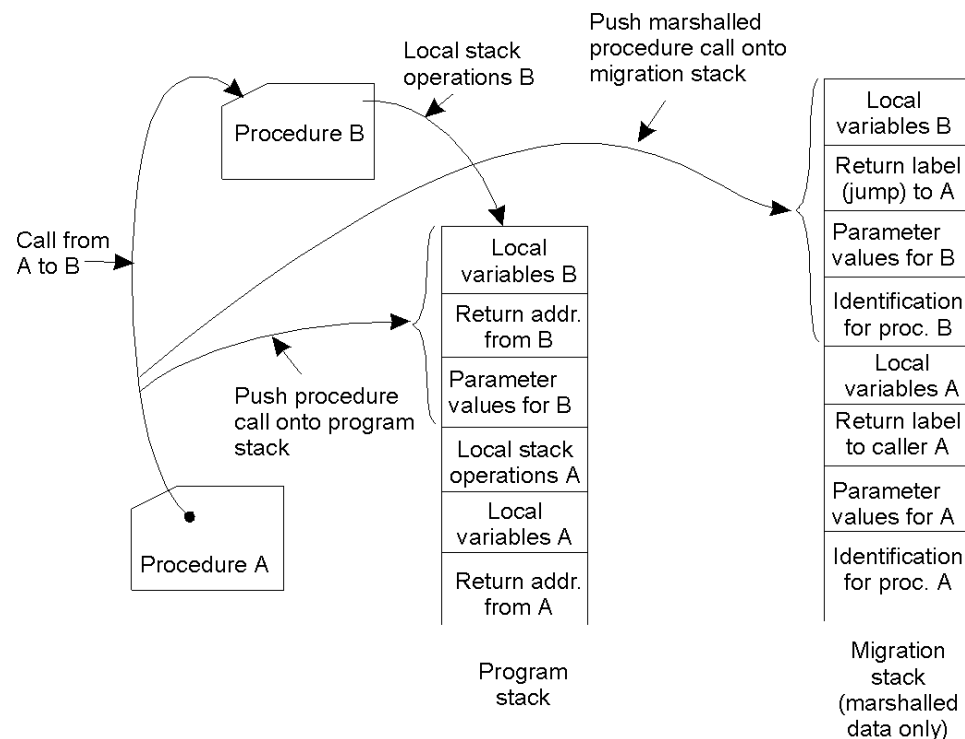 Push marshalled
procedure call onto
migration stack
Local stack
operations B
Procedure B
Call from
A to B
Push procedure
call onto program
stack
Procedure A
Local
variables B
Return addr.
from B
Parameter
values for B
Local stack
operations A
Local
variables A
Return addr.
from A
Program
stack
Local
variables B
Return label
(jump) to A
Parameter
values for B
Identification
for proc. B
Local
variables A
Return label
to caller A
Parameter
values for A
Identification
for proc. A
Migration
stack
(marshalled
data only)